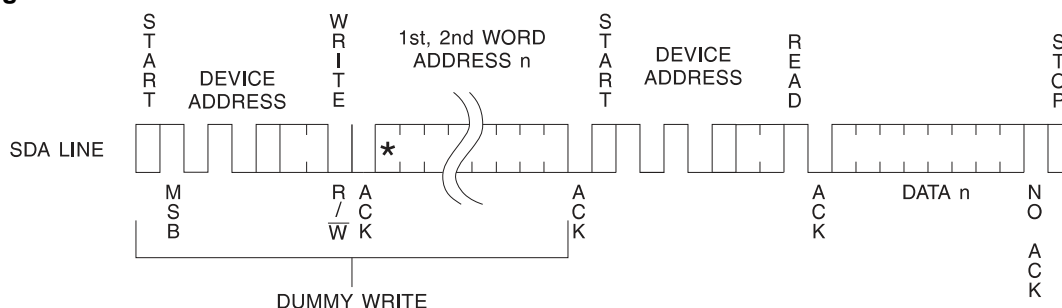 g
START
DEVICE
ADDRESS
WRITE
1st, 2nd WORD
ADDRESS n
START
DEVICE
ADDRESS
READ
STOP
SDA LINE
*
MSB
R/W
ACK
ACK
ACK
DATA n
NO ACK
DUMMY WRITE